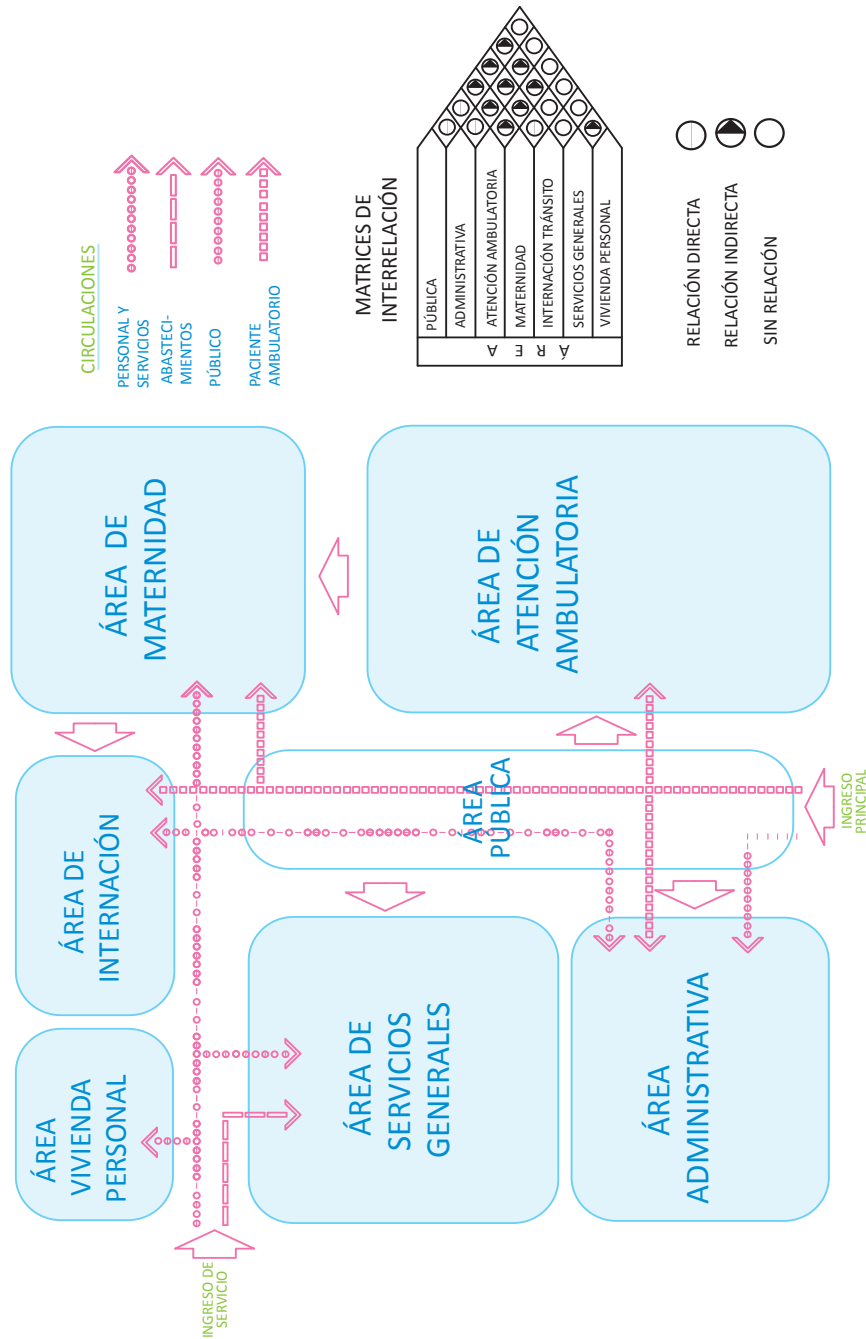 ÁREA
VIVIENDA
PERSONAL
ÁREA DE
INTERNACIÓN
ÁREA DE
MATERNIDAD
CIRCULACIONES
PERSONAL Y
SERVICIOS
ABASTECI-
MIENTOS
PÚBLICO
PACIENTE
AMBULATORIO
INGRESO DE
SERVICIO
ÁREA DE
SERVICIOS
GENERALES
ÁREA
PÚBLICA
ÁREA DE
ATENCIÓN
AMBULATORIA
ÁREA
ADMINISTRATIVA
INGRESO
PRINCIPAL
MATRICES DE
INTERRELACIÓN
ÁREA
PÚBLICA
ADMINISTRATIVA
ATENCIÓN AMBULATORIA
MATERNIDAD
INTERNACIÓN TRÁNSITO
SERVICIOS GENERALES
VIVIENDA PERSONAL
RELACIÓN DIRECTA
RELACIÓN INDIRECTA
SIN RELACIÓN